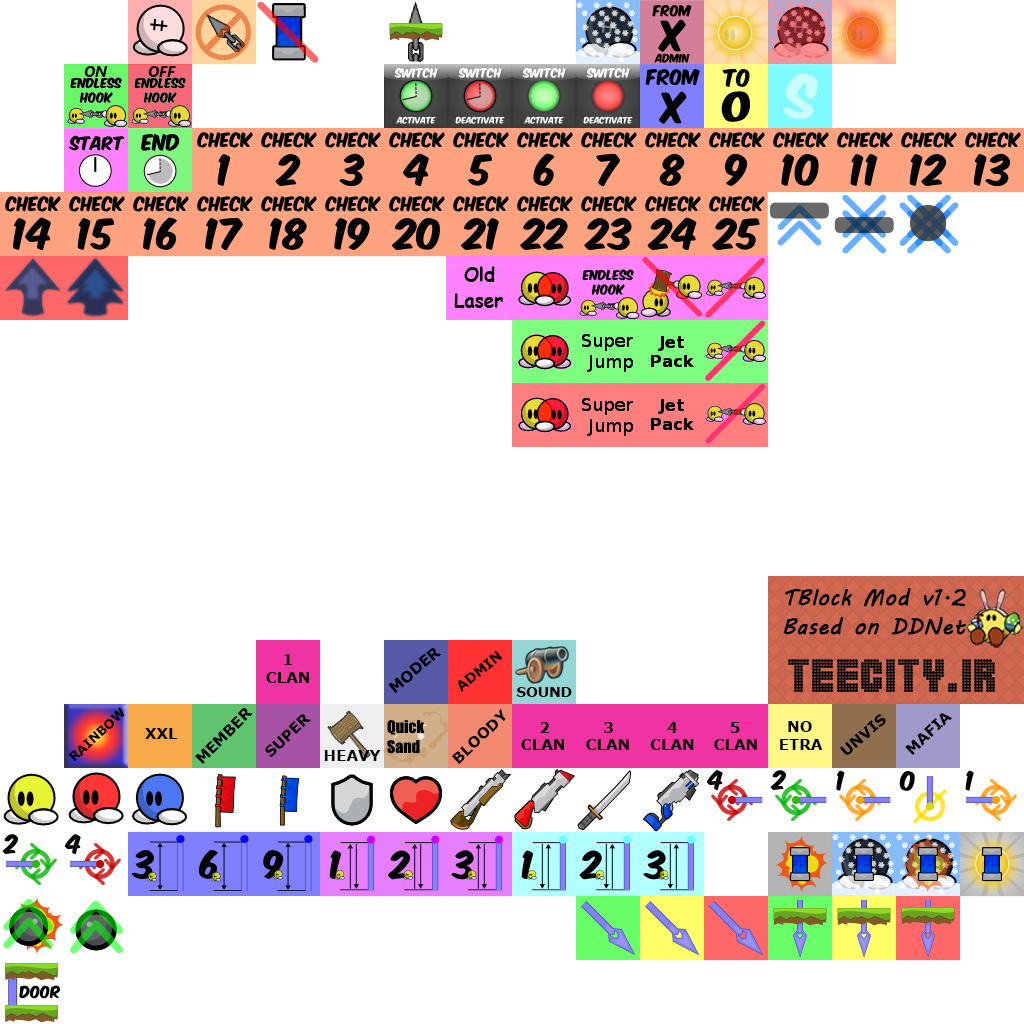 FROM
X
ADMIN
ON
ENDLESS
HOOK
OFF
ENDLESS
HOOK
SWITCH
ACTIVATE
SWITCH
DEACTIVATE
SWITCH
ACTIVATE
SWITCH
DEACTIVATE
FROM
X
TO
O
S
START
END
CHECK
1
CHECK
2
CHECK
3
CHECK
4
CHECK
5
CHECK
6
CHECK
7
CHECK
8
CHECK
9
CHECK
10
CHECK
11
CHECK
12
CHECK
13
CHECK
14
CHECK
15
CHECK
16
CHECK
17
CHECK
18
CHECK
19
CHECK
20
CHECK
21
CHECK
22
CHECK
23
CHECK
24
CHECK
25
Old
Laser
ENDLESS
HOOK
Super
Jump
Jet
Pack
Super
Jump
Jet
Pack
TBlock Mod v1.2
Based on DDNet
TEECITY.IR
1
CLAN
MODER
ADMIN
SOUND
RAINBOW
XXL
MEMBER
SUPER
HEAVY
Quick
Sand
BLOODY
2
CLAN
3
CLAN
4
CLAN
5
CLAN
NO
ETRA
UNVIS
MAFIA
4
2
1
0
1
2
4
3
6
9
1
2
3
1
2
3
DOOR